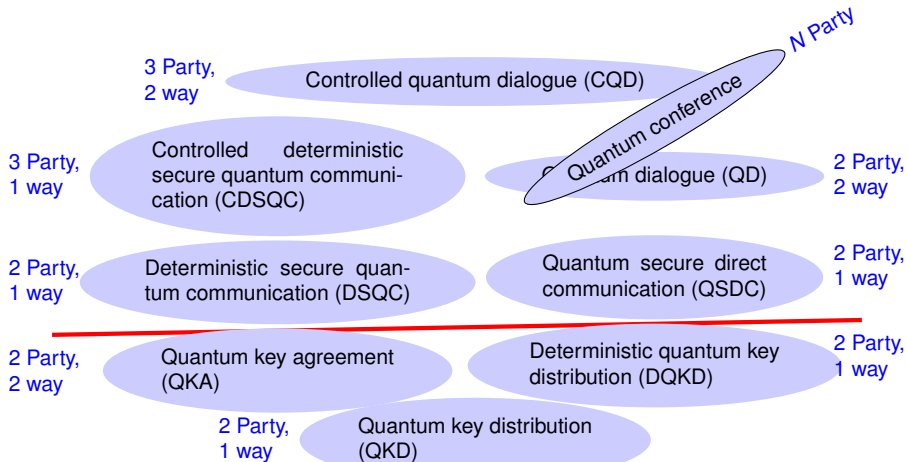 N Party
3 Party,
2 way
Controlled quantum dialogue (CQD)
Quantum conference
3 Party,
1 way
Controlled deterministic
secure quantum communi-
cation (CDSQC)
dialogue (QD)
2 Party,
2 way
2 Party,
1 way
Deterministic secure quan-
tum communication (DSQC)
Quantum secure direct
communication (QSDC)
2 Party,
1 way
2 Party,
2 way
Quantum key agreement
(QKA)
Deterministic quantum key
distribution (DQKD)
2 Party,
1 way
2 Party,
1 way
Quantum key distribution
(QKD)